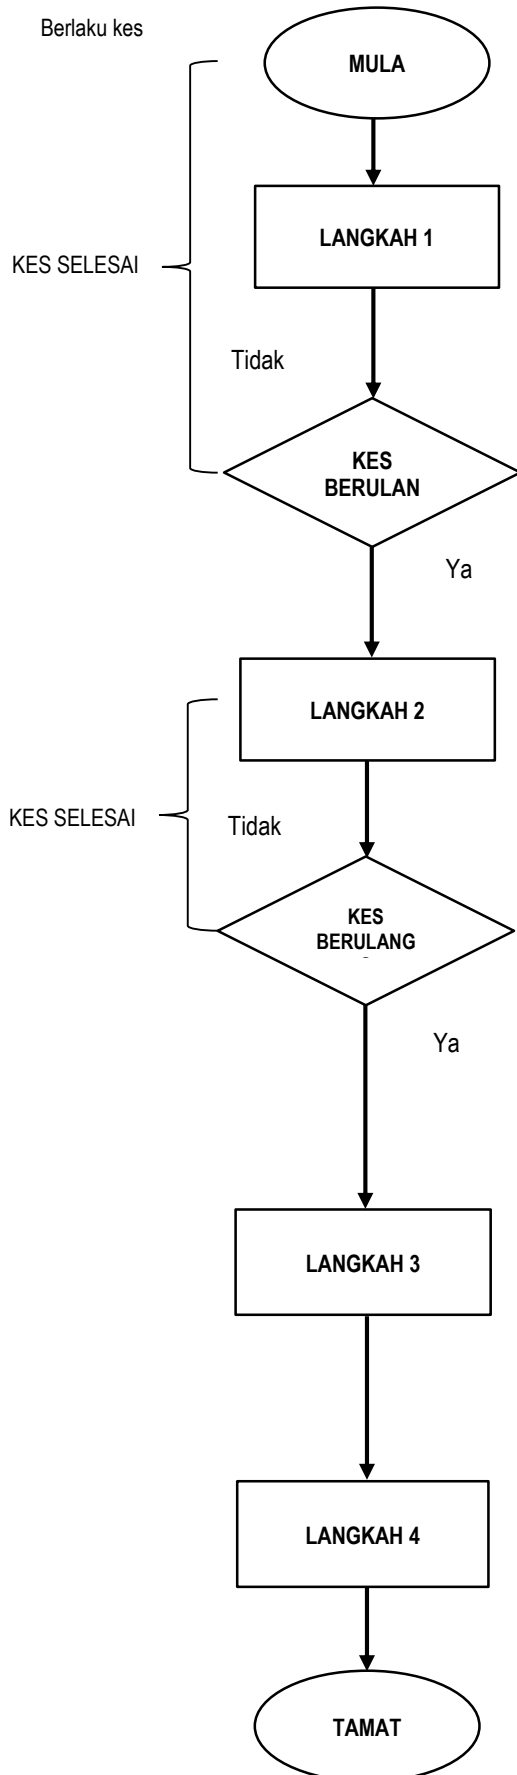 Berlaku kes
MULA
LANGKAH 1
KES SELESAI
Tidak
KES
BERULAN
Ya
LANGKAH 2
KES SELESAI
Tidak
KES
BERULANG
Ya
LANGKAH 3
LANGKAH 4
TAMAT